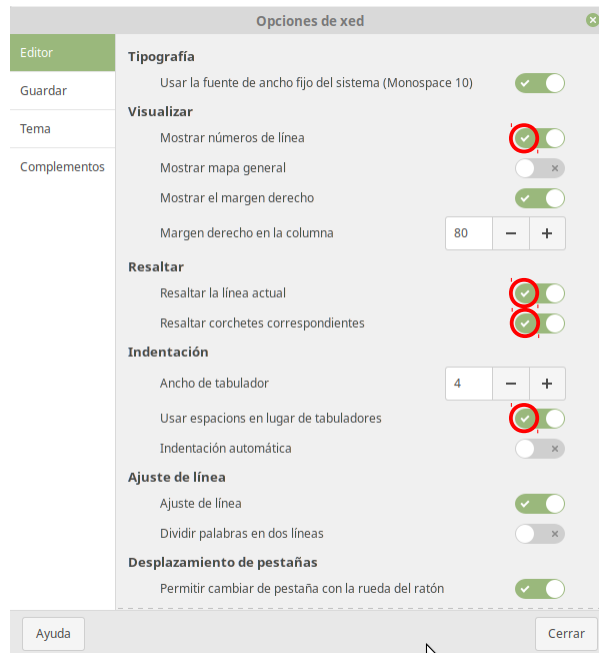 Opciones de xed
Editor
Guardar
Tema
Complementos
Tipografía
Usar la fuente de ancho fijo del sistema (Monospace 10)
Visualizar
Mostrar números de línea
Mostrar mapa general
Mostrar el margen derecho
Margen derecho en la columna 80 − +
Resaltar
Resaltar la línea actual
Resaltar corchetes correspondientes
Indentación
Ancho de tabulador 4 − +
Usar espacions en lugar de tabuladores
Indentación automática
Ajuste de línea
Ajuste de línea
Dividir palabras en dos líneas
Desplazamiento de pestañas
Permitir cambiar de pestaña con la rueda del ratón
Ayuda
Cerrar